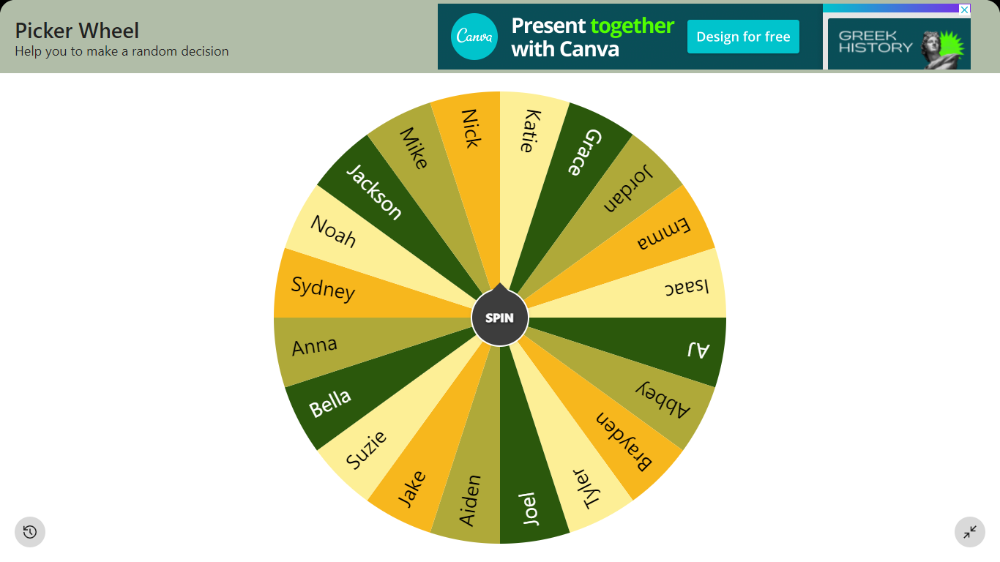 Picker Wheel
Help you to make a random decision
Canva
Present together
with Canva
Design for free
GREEK
HISTORY
Katie
Grace
Jordan
Emma
Isaac
AJ
Abbey
Brayden
Tyler
Joel
Aiden
Jake
Suzie
Bella
Anna
Sydney
Noah
Jackson
Mike
Nick
SPIN